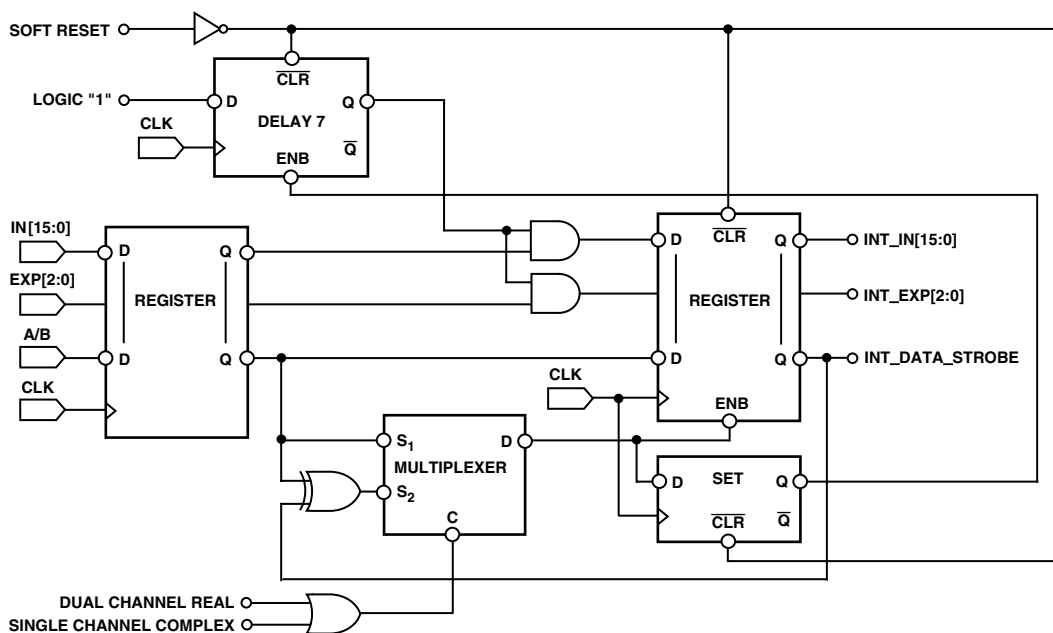 SOFT RESET
CLR
LOGIC "1"
D
Q
DELAY 7
CLK
Q
ENB
IN[15:0]
D
Q
EXP[2:0]
REGISTER
A/B
D
Q
CLK
D
CLR
Q
INT_IN[15:0]
REGISTER
INT_EXP[2:0]
D
Q
INT_DATA_STROBE
CLK
ENB
S1
D
MULTIPLEXER
S2
C
D
SET
Q
CLR
Q
DUAL CHANNEL REAL
SINGLE CHANNEL COMPLEX